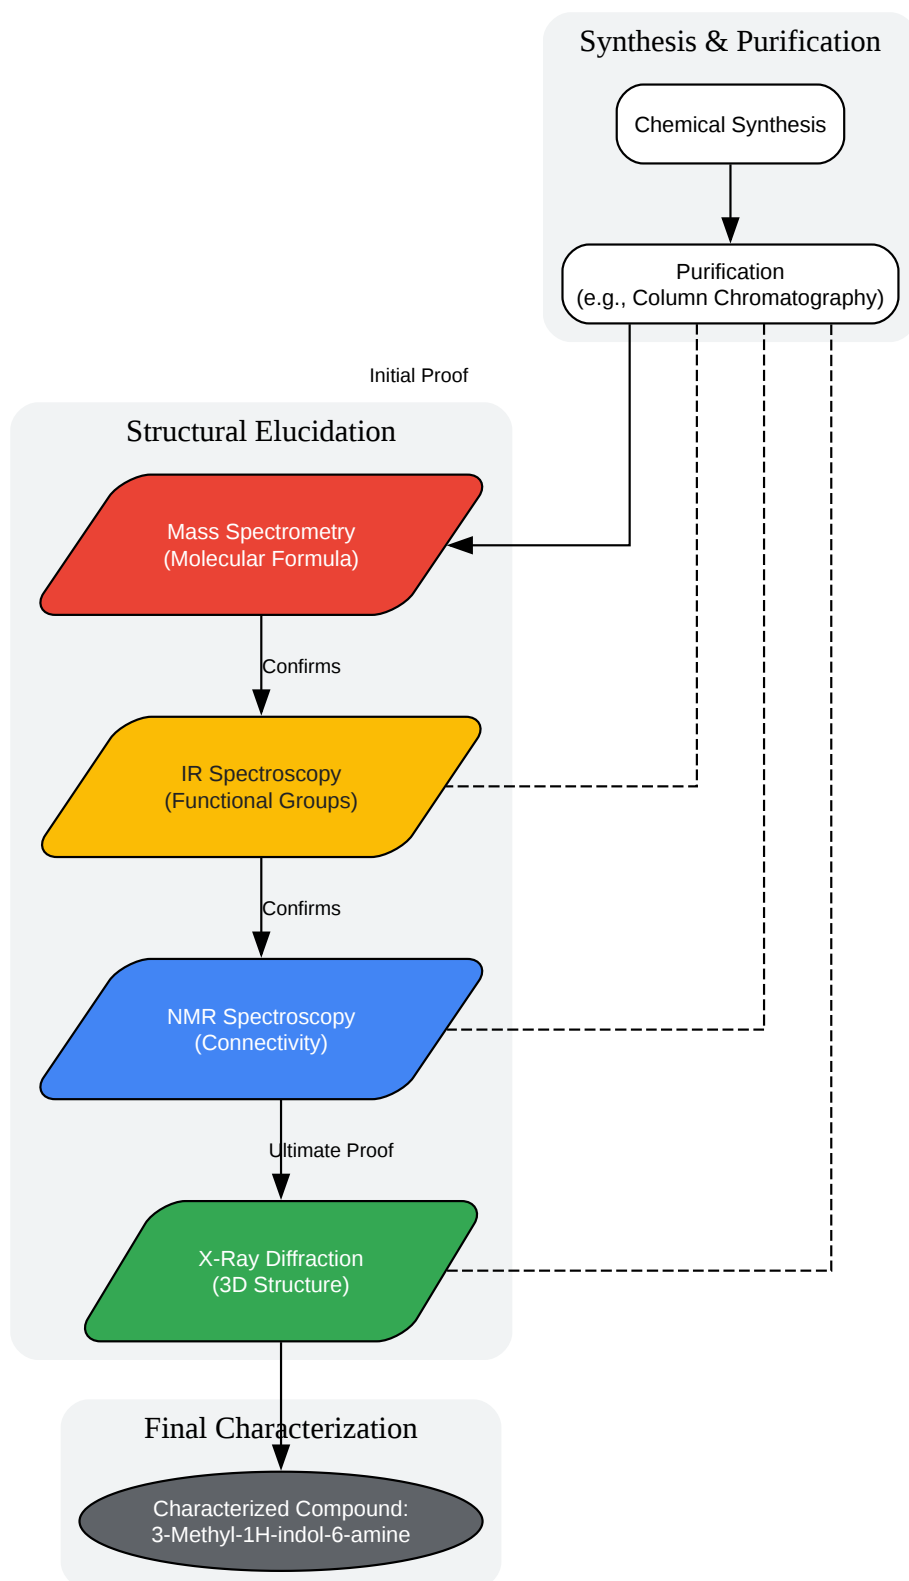 Synthesis & Purification
Chemical Synthesis
Purification
(e.g., Column Chromatography)
Initial Proof
Structural Elucidation
Mass Spectrometry
(Molecular Formula)
Confirms
IR Spectroscopy
(Functional Groups)
Confirms
NMR Spectroscopy
(Connectivity)
Ultimate Proof
X-Ray Diffraction
(3D Structure)
Final Characterization
Characterized Compound:
3-Methyl-1H-indol-6-amine